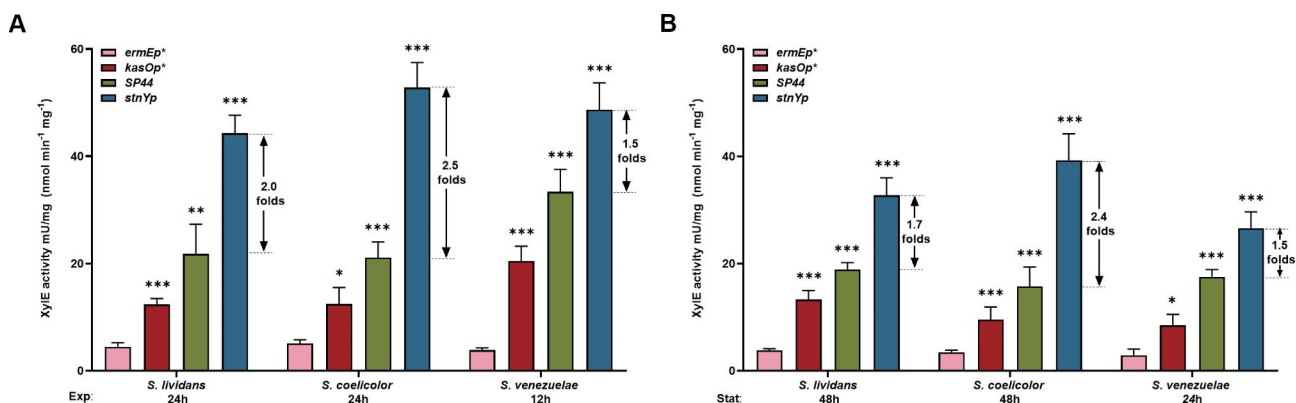 A
XylE activity mU/mg (nmol min-1 mg-1)
60
40
20
0
ermEp*
kasOp*
SP44
stnYp
***
**
***
2.0
folds
***
*
***
***
2.5
folds
***
***
***
1.5
folds
S. lividans
S. coelicolor
S. venezuelae
Exp:
24h
24h
12h
B
XylE activity mU/mg (nmol min-1 mg-1)
60
40
20
0
ermEp*
kasOp*
SP44
stnYp
***
***
***
1.7
folds
***
***
***
2.4
folds
*
***
***
1.5
folds
S. lividans
S. coelicolor
S. venezuelae
Stat:
48h
48h
24h